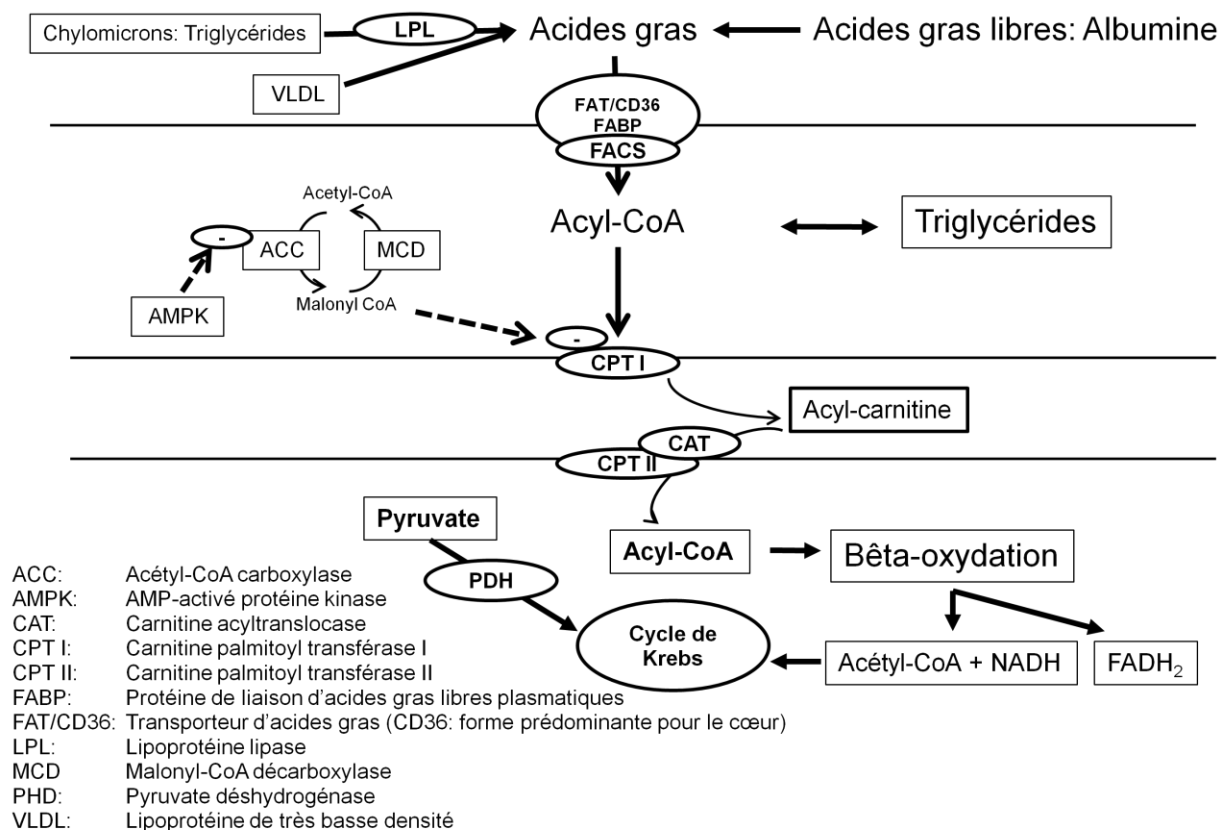 Chylomicrons: Triglycérides
LPL
Acides gras
Acides gras libres: Albumine
VLDL
FAT/CD36
FABP
FACS
Acetyl-CoA
Acyl-CoA
Triglycérides
-
ACC
MCD
AMPK
Malonyl CoA
-
CPT I
Acyl-carnitine
CAT
CPT II
Pyruvate
Acyl-CoA
Bêta-oxydation
PDH
Cycle de
Krebs
Acétyl-CoA + NADH
FADH₂
ACC: Acétyl-CoA carboxylase
AMPK: AMP-activé protéine kinase
CAT: Carnitine acyltranslocase
CPT I: Carnitine palmitoyl transférase I
CPT II: Carnitine palmitoyl transférase II
FABP: Protéine de liaison d'acides gras libres plasmatiques
FAT/CD36: Transporteur d'acides gras (CD36: forme prédominante pour le cœur)
LPL: Lipoprotéine lipase
MCD Malonyl-CoA décarboxylase
PHD: Pyruvate déshydrogénase
VLDL: Lipoprotéine de très basse densité